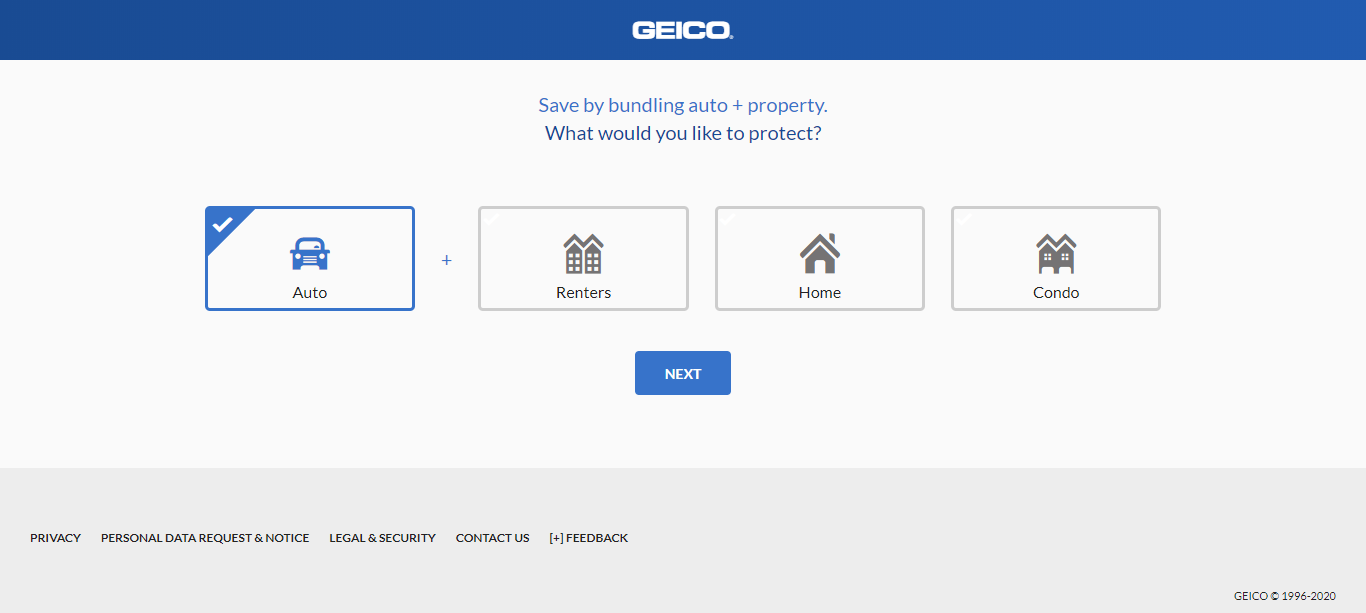 GEICO
Save by bundling auto + property.
What would you like to protect?
Auto
+
Renters
Home
Condo
NEXT
PRIVACY PERSONAL DATA REQUEST & NOTICE LEGAL & SECURITY CONTACT US [+] FEEDBACK
GEICO © 1996-2020